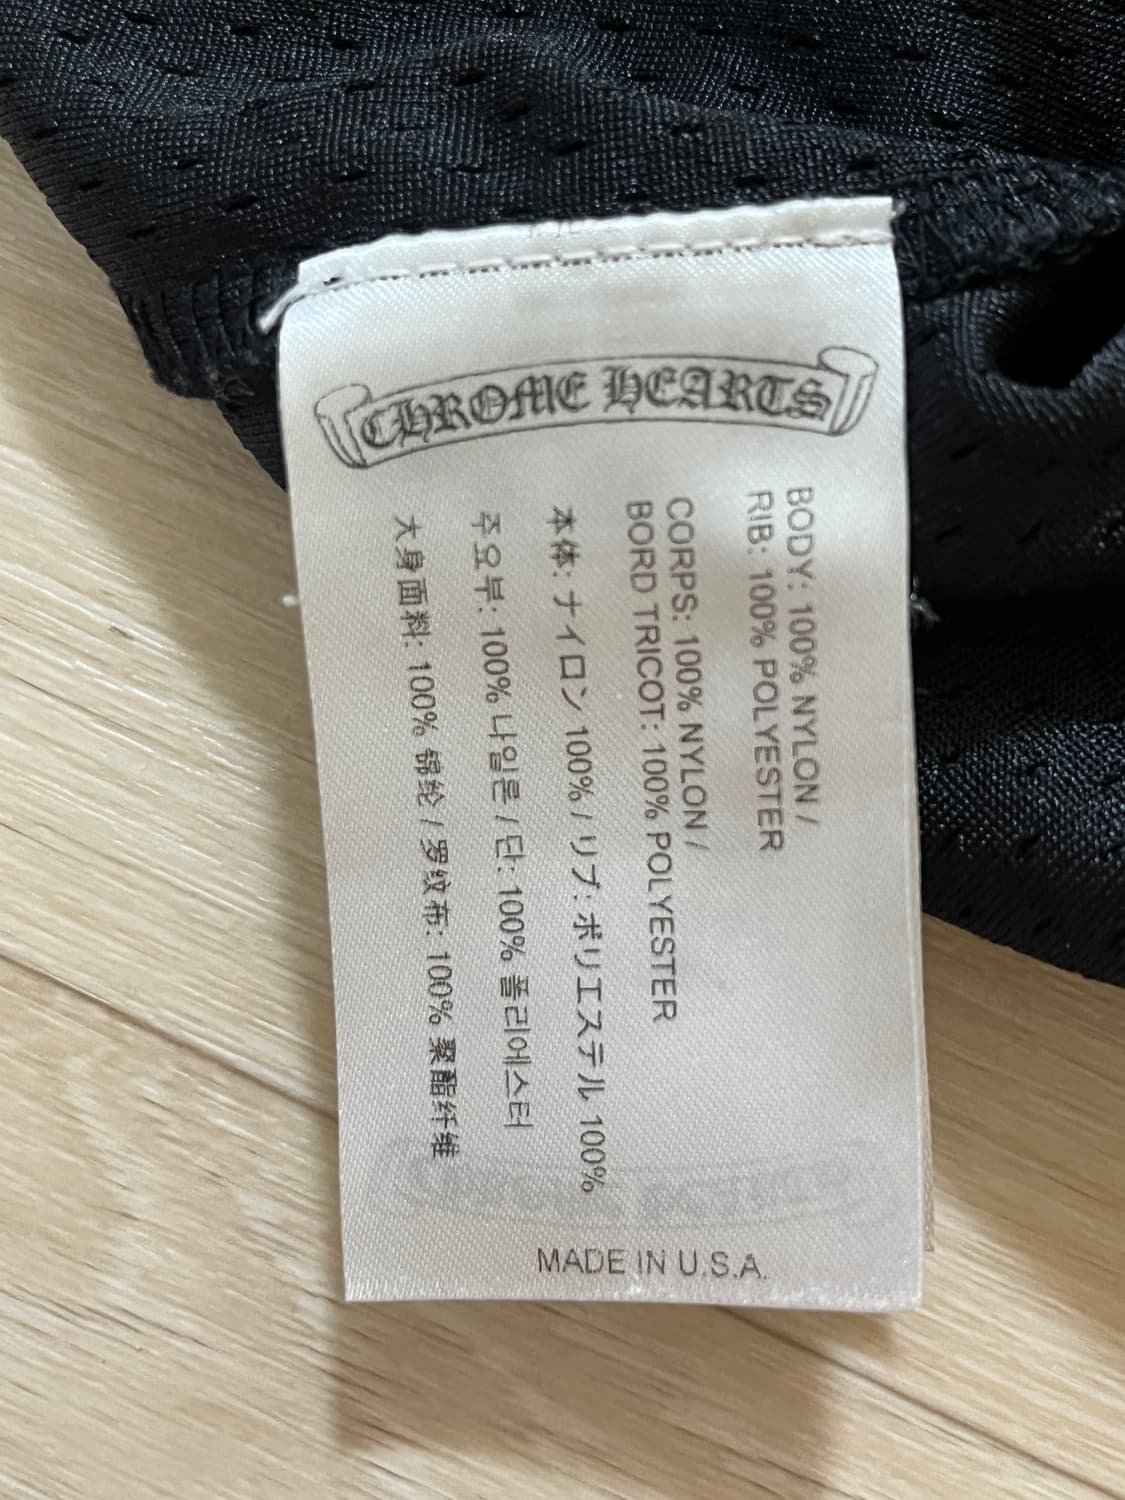 CHROME HEARTS
BODY: 100% NYLON /
RIB: 100% POLYESTER
CORPS: 100% NYLON /
BORD TRICOT: 100% POLYESTER
本体: ナイロン 100% / リブ: ポリエステル 100%
주요부: 100% 나일론 / 단: 100% 폴리에스터
大身面料: 100% 锦纶 / 罗纹布: 100% 聚酯纤维
MADE IN U.S.A.